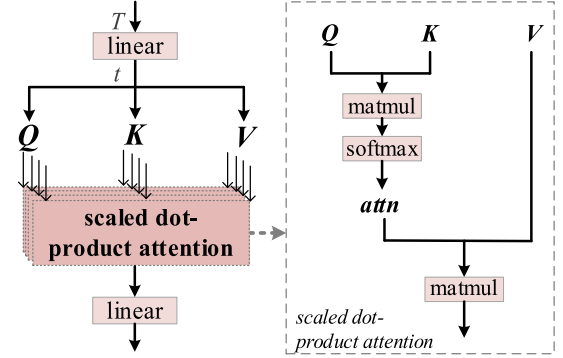 T
linear
t
Q K V
scaled dot-
product attention
linear
Q K V
matmul
softmax
attn
matmul
scaled dot-
product attention